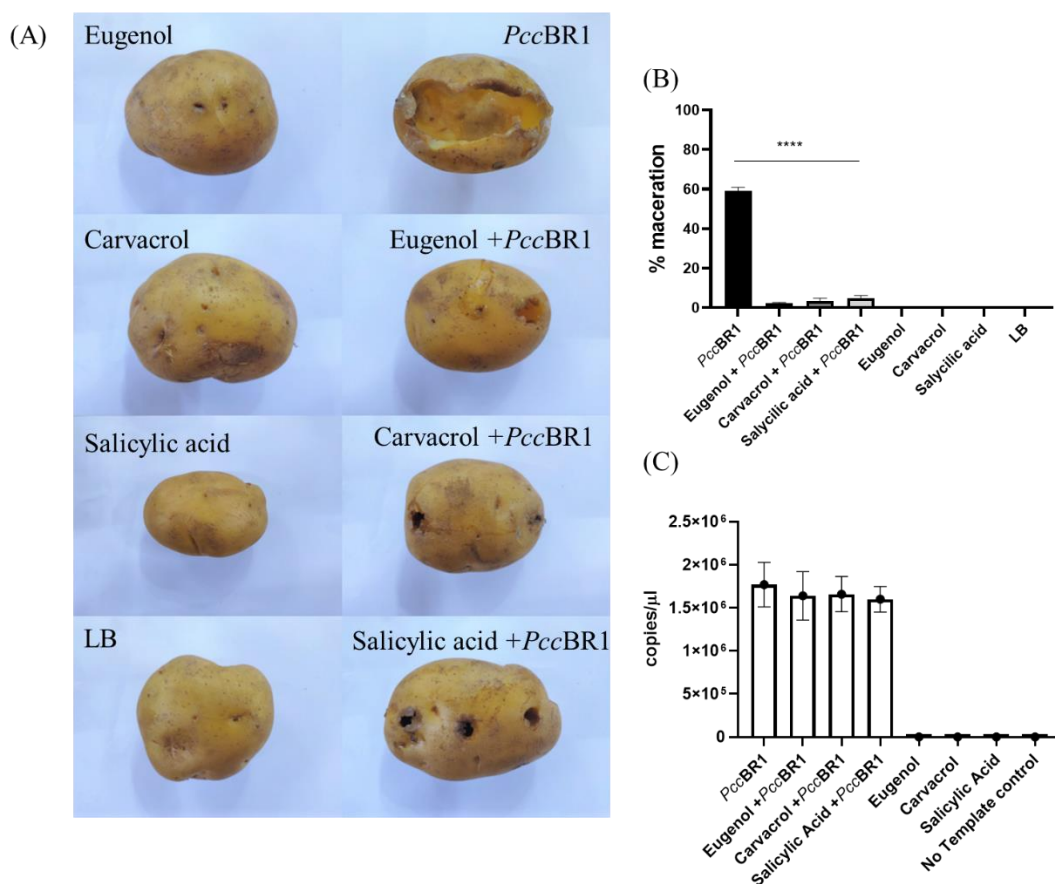 (A)
Eugenol
PccBR1
Carvacrol
Eugenol +PccBR1
Salicylic acid
Carvacrol +PccBR1
LB
Salicylic acid +PccBR1
(B)
% maceration
100
80
60
40
20
0
****
PccBR1
Eugenol + PccBR1
Carvacrol + PccBR1
Salycilic acid + PccBR1
Eugenol
Carvacrol
Salycilic acid
LB
(C)
copies/µl
2.5×10⁶
2×10⁶
1.5×10⁶
1×10⁶
5×10⁵
0
PccBR1
Eugenol +PccBR1
Carvacrol +PccBR1
Salicylic Acid +PccBR1
Eugenol
Carvacrol
Salicylic Acid
No Template control